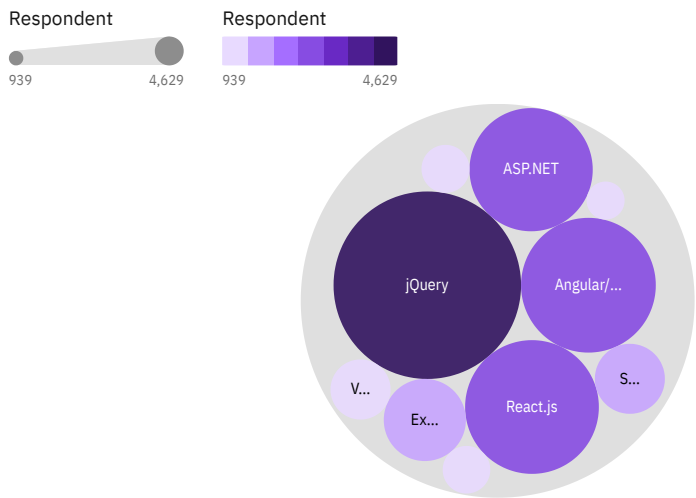 Respondent
939
4,629
Respondent
939
4,629
ASP.NET
jQuery
Angular/...
V...
S...
Ex...
React.js